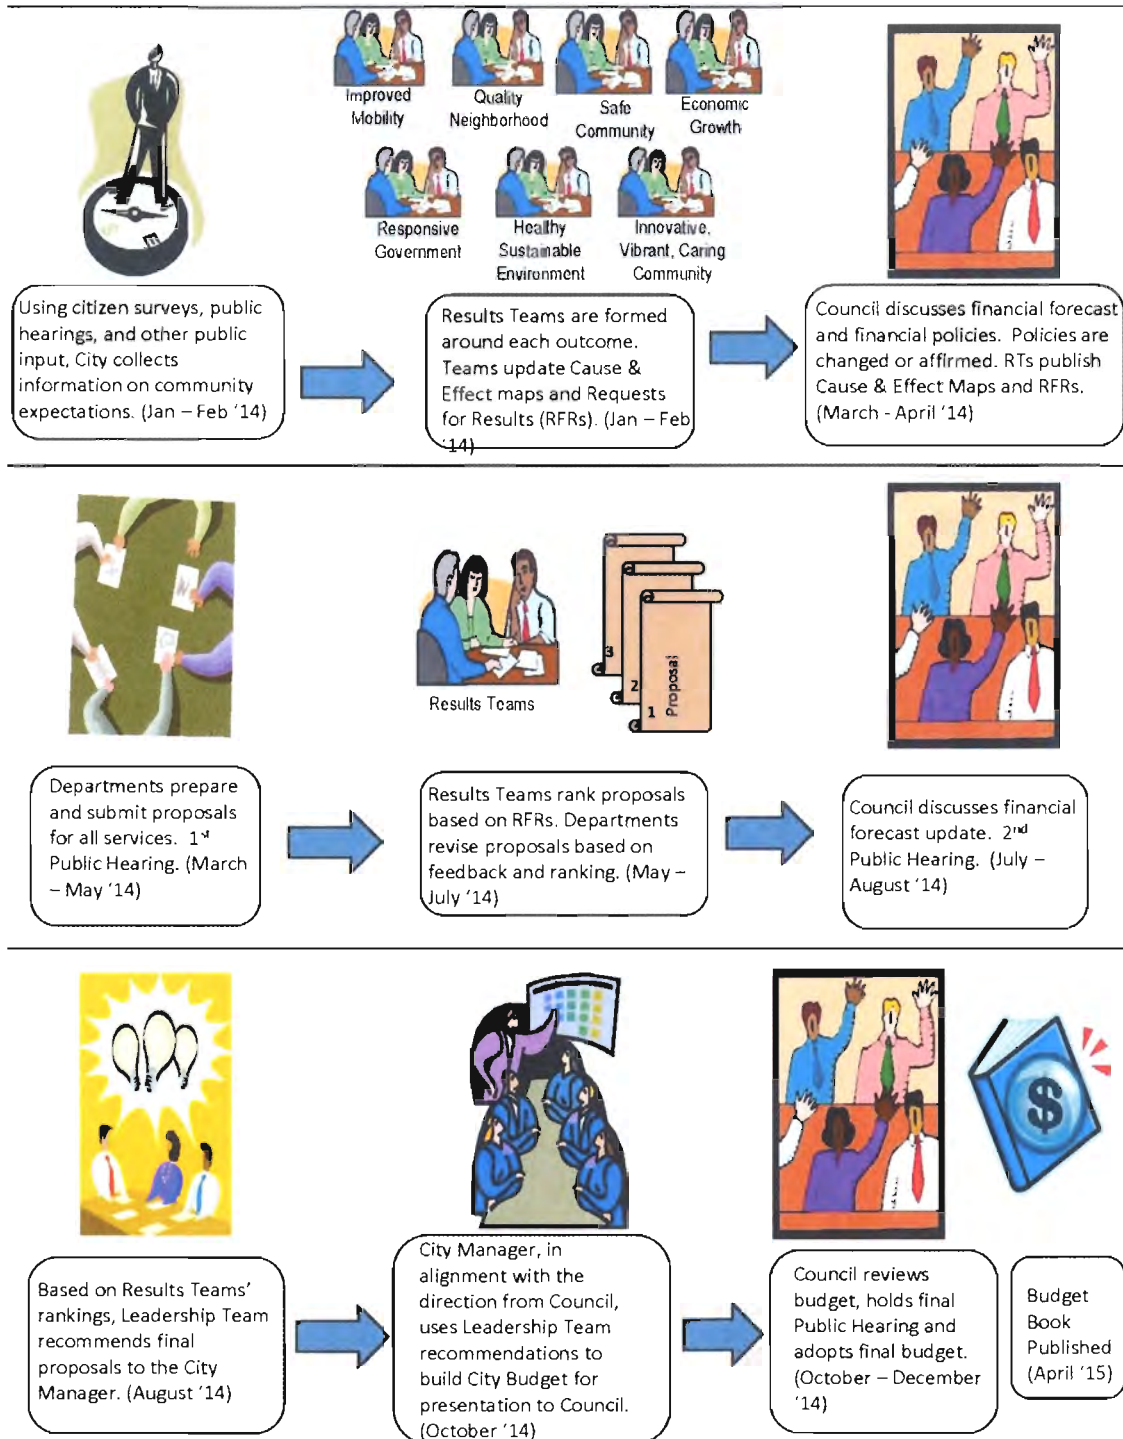 Improved
Mobility
Quality
Neighborhood
Safe
Community
Economic
Growth
Responsive
Government
Healthy
Sustainable
Environment
Innovative,
Vibrant, Caring
Community
Using citizen surveys, public
hearings, and other public
input, City collects
information on community
expectations. (Jan – Feb ‘14)
Results Teams are formed
around each outcome.
Teams update Cause &
Effect maps and Requests
for Results (RFRs). (Jan – Feb
‘14)
Council discusses financial forecast
and financial policies. Policies are
changed or affirmed. RTs publish
Cause & Effect Maps and RFRs.
(March - April ‘14)
Results Teams
3
2
1
Proposal
Departments prepare
and submit proposals
for all services. 1st
Public Hearing. (March
– May ‘14)
Results Teams rank proposals
based on RFRs. Departments
revise proposals based on
feedback and ranking. (May –
July ‘14)
Council discusses financial
forecast update. 2nd
Public Hearing. (July –
August ‘14)
$
Based on Results Teams’
rankings, Leadership Team
recommends final
proposals to the City
Manager. (August ‘14)
City Manager, in
alignment with the
direction from Council,
uses Leadership Team
recommendations to
build City Budget for
presentation to Council.
(October ‘14)
Council reviews
budget, holds final
Public Hearing and
adopts final budget.
(October – December
‘14)
Budget
Book
Published
(April ‘15)